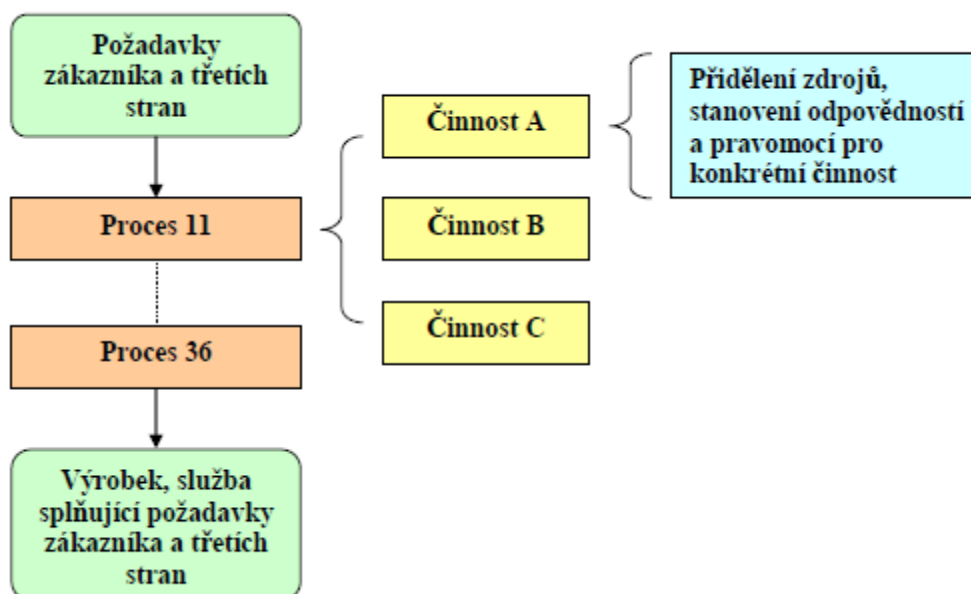 Požadavky
zákazníka a třetích
stran
Činnost A
Přidělení zdrojů,
stanovení odpovědností
a pravomocí pro
konkrétní činnost
Proces 11
Činnost B
Činnost C
Proces 36
Výrobek, služba
splňující požadavky
zákazníka a třetích
stran